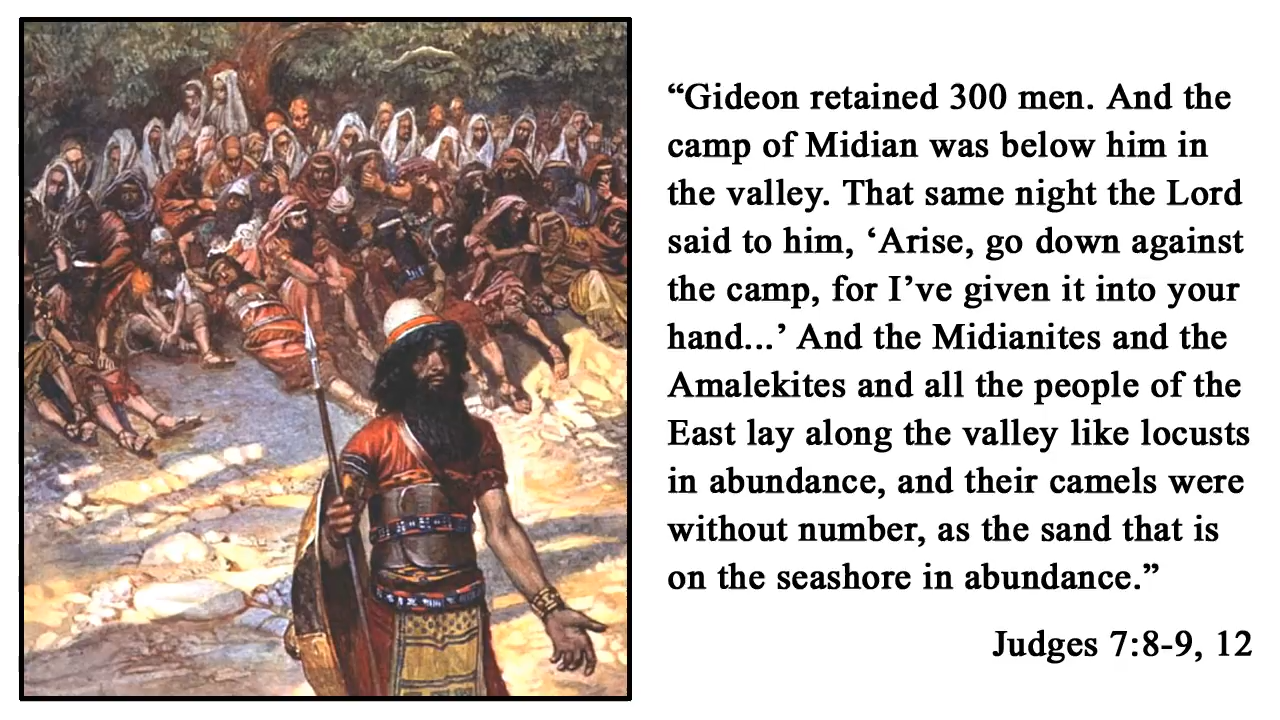 “Gideon retained 300 men. And the
camp of Midian was below him in
the valley. That same night the Lord
said to him, ‘Arise, go down against
the camp, for I’ve given it into your
hand...’ And the Midianites and the
Amalekites and all the people of the
East lay along the valley like locusts
in abundance, and their camels were
without number, as the sand that is
on the seashore in abundance.”
Judges 7:8-9, 12